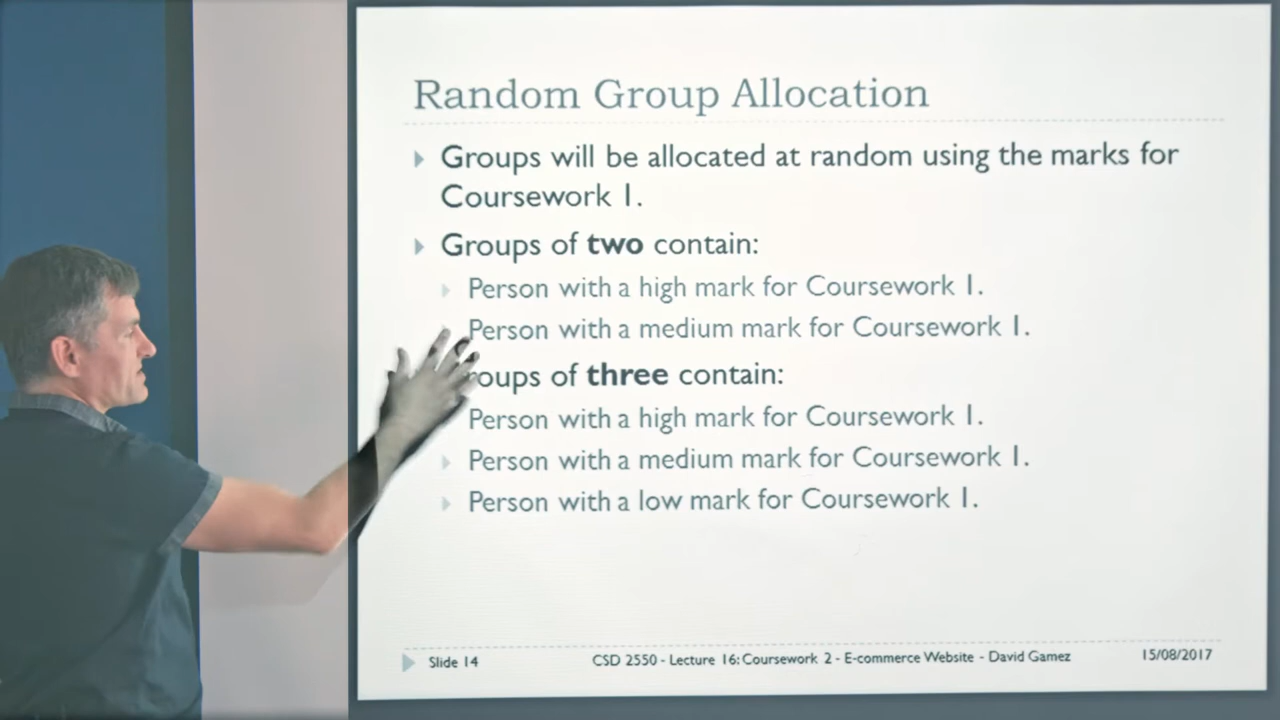 Random Group Allocation
Groups will be allocated at random using the marks for
Coursework 1.
Groups of two contain:
Person with a high mark for Coursework 1.
Person with a medium mark for Coursework 1.
roups of three contain:
Person with a high mark for Coursework 1.
Person with a medium mark for Coursework 1.
Person with a low mark for Coursework 1.
Slide 14 CSD 2550 - Lecture 16: Coursework 2 - E-commerce Website - David Gamez 15/08/2017